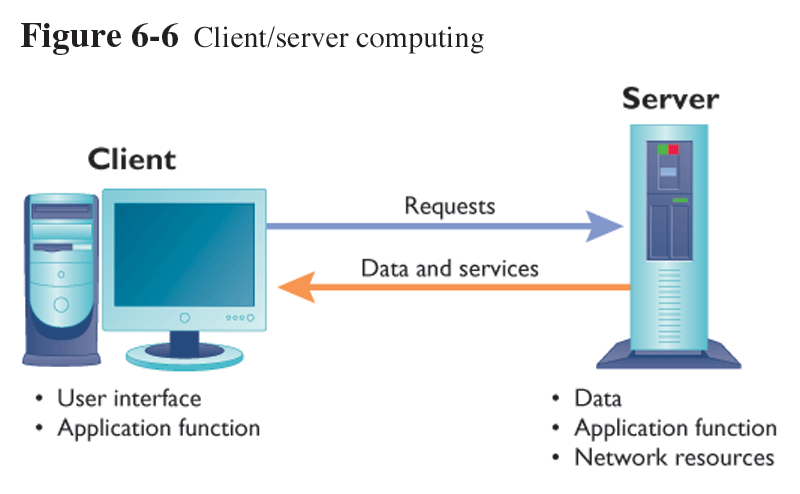 Figure 6-6 Client/server computing
Server
Client
Requests
Data and services
• User interface
• Application function
• Data
• Application function
• Network resources